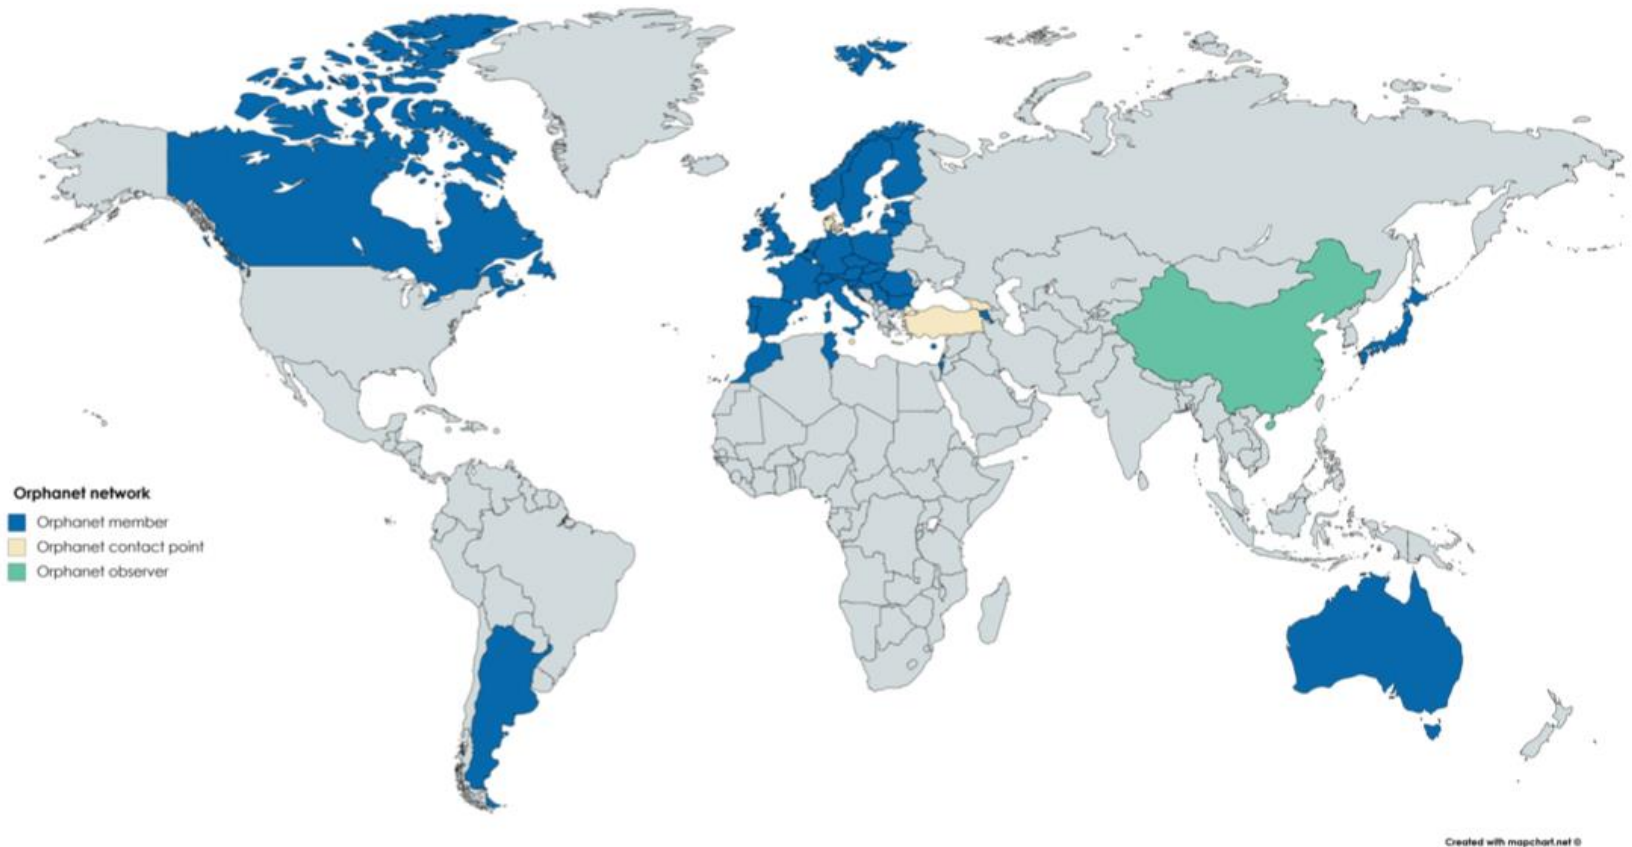 Orphanet network
Orphanet member
Orphanet contact point
Orphanet observer
Created with mapchart.net ©